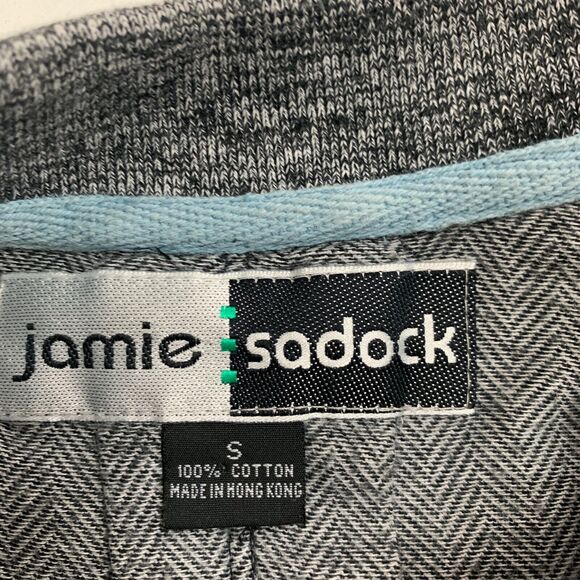 jamie sadock
S
100% COTTON
MADE IN HONG KONG